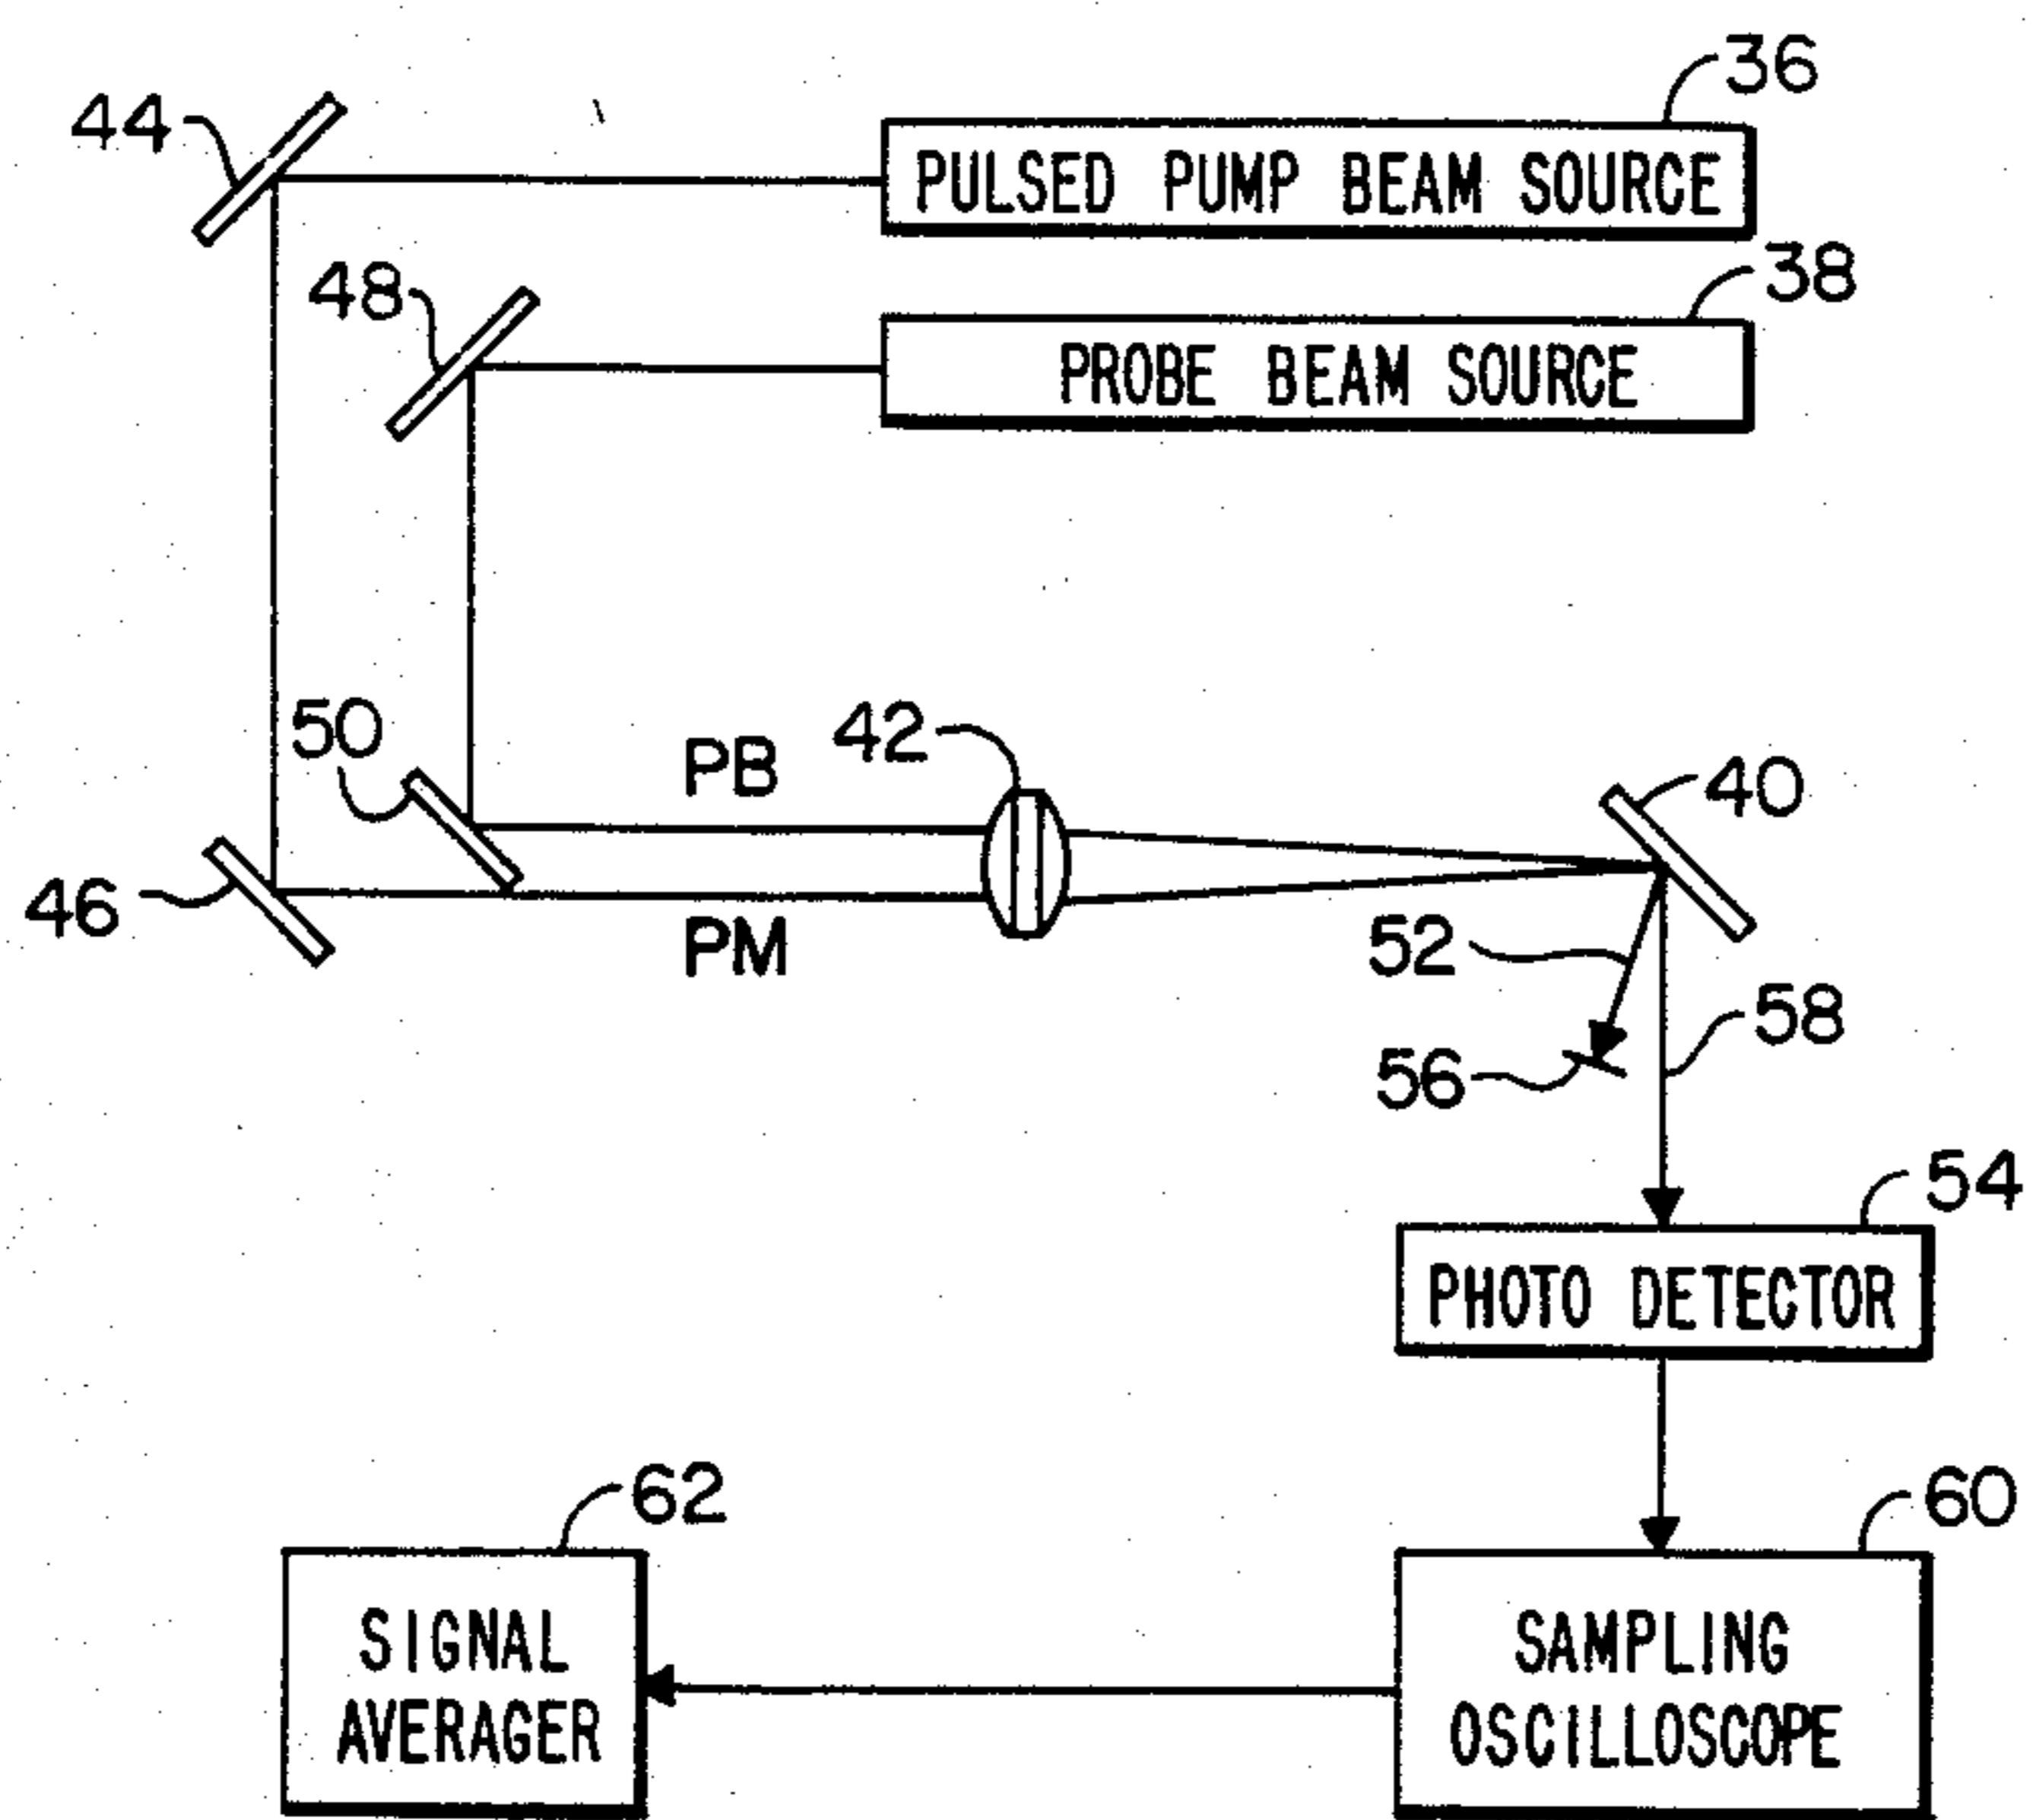 36
44
PULSED PUMP BEAM SOURCE
38
48
PROBE BEAM SOURCE
50
PB
42
40
46
PM
52
58
56
54
PHOTO DETECTOR
62
60
SIGNAL
AVERAGER
SAMPLING
OSCILLOSCOPE